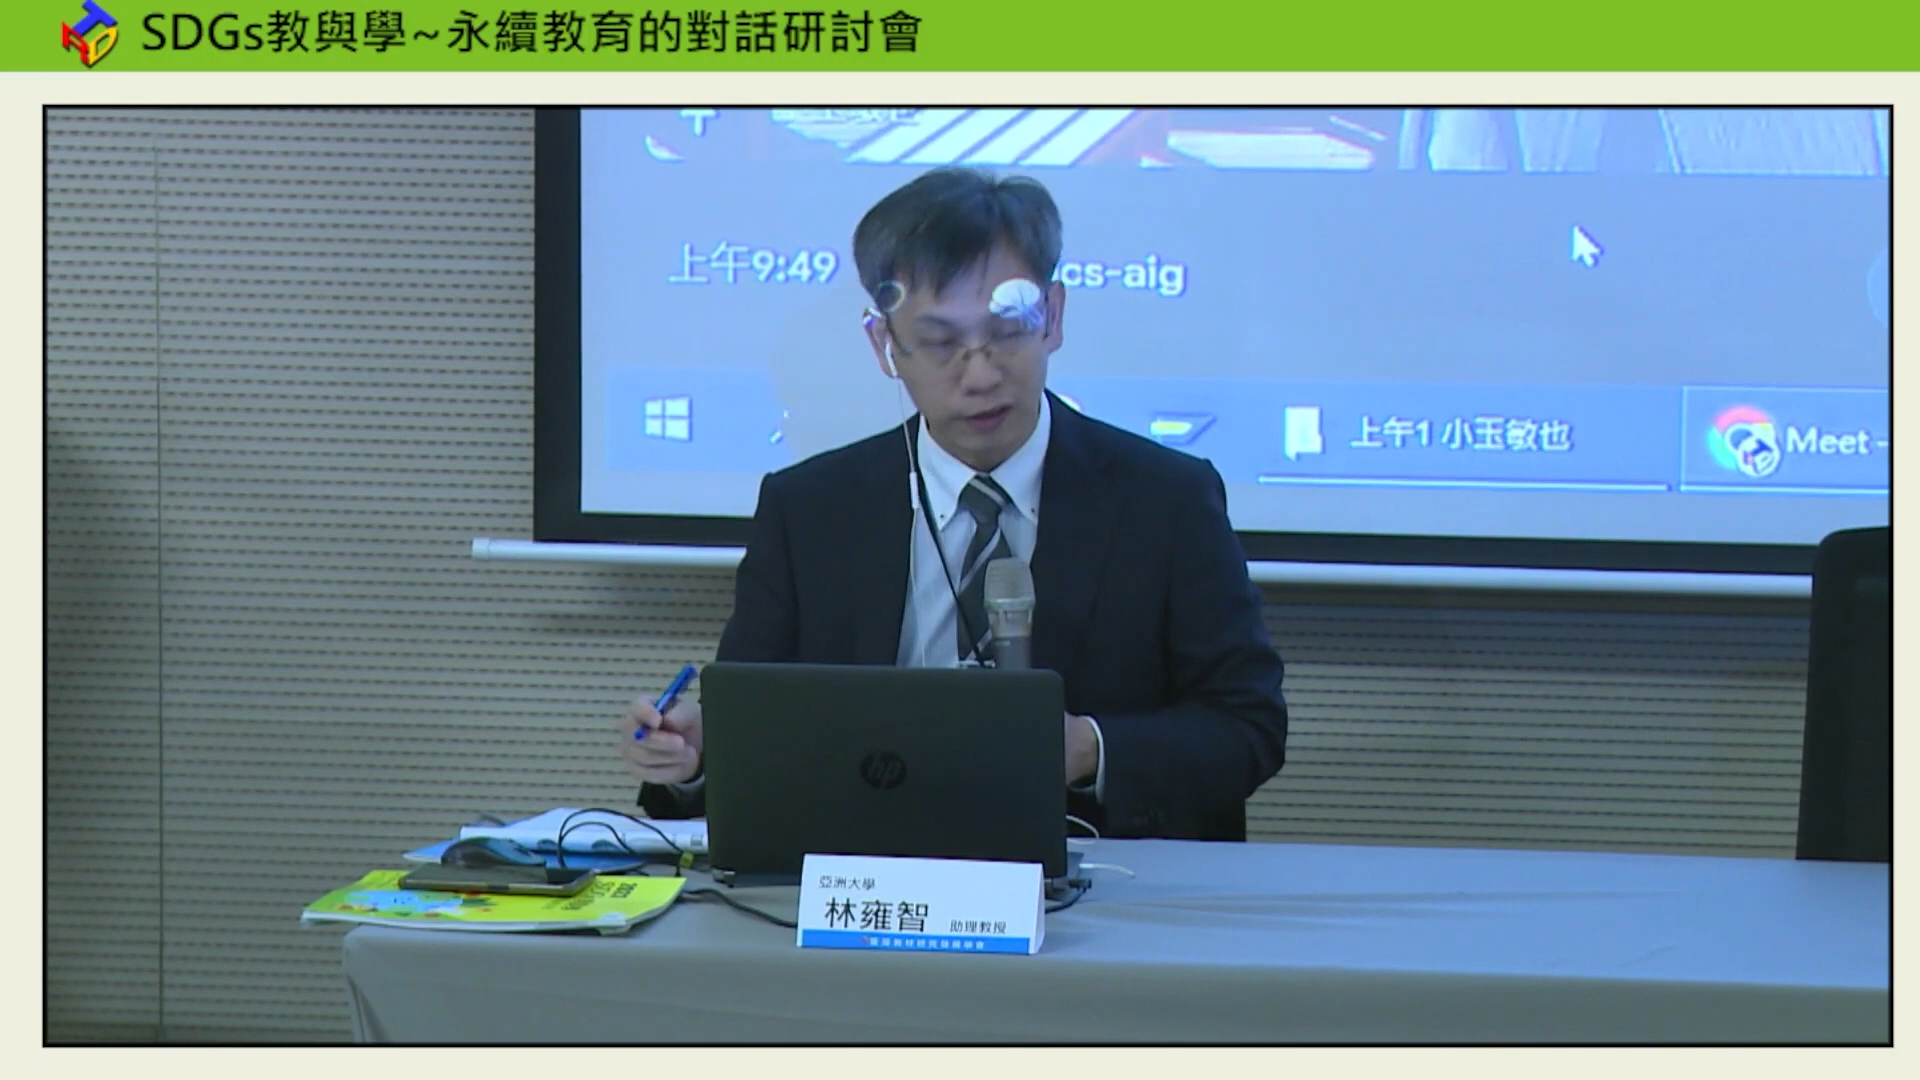 SDGs教與學~永續教育的對話研討會
上午9:49
cs-aig
上午1 小玉敏也
Meet -
hp
亞洲大學
林雍智 助理教授